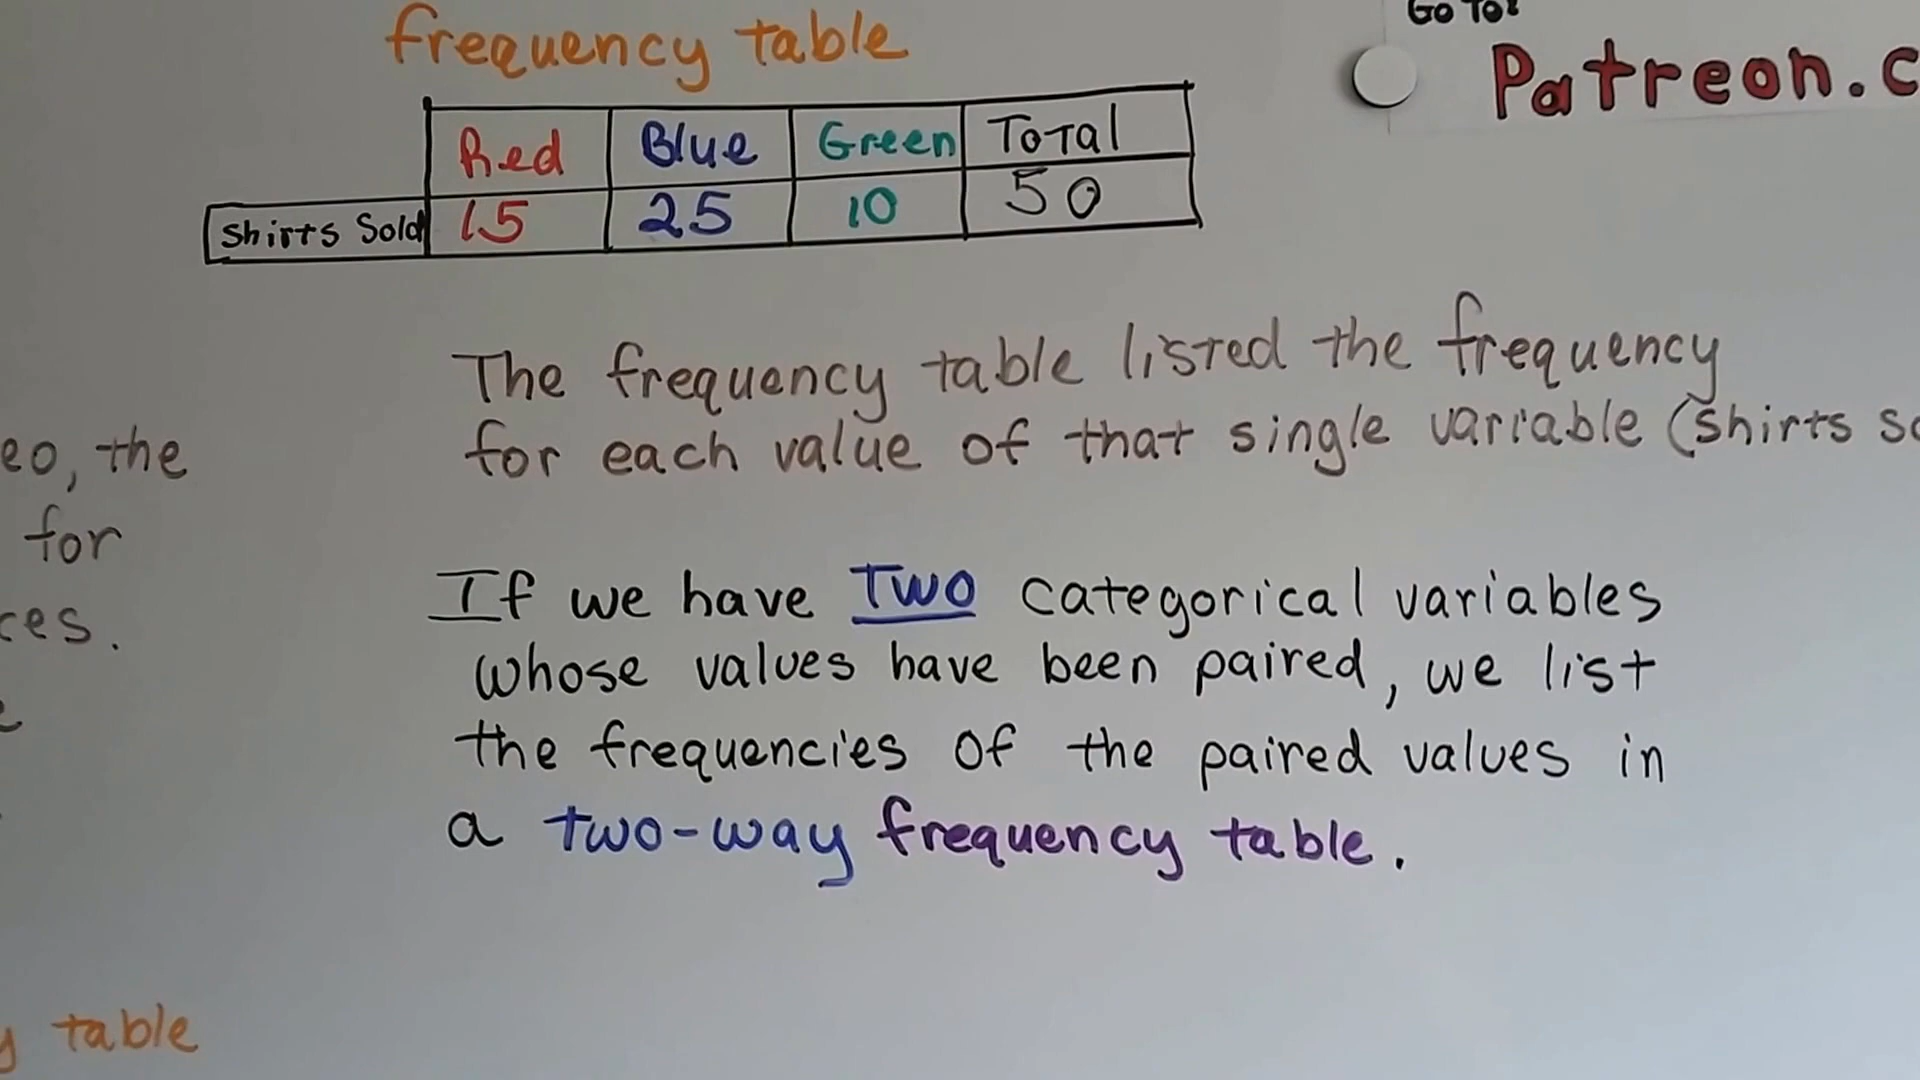 frequency table
Go To:
Patreon.c
Red Blue Green Total
Shirts Sold 15 25 10 50
The frequency table listed the frequency
for each value of that single variable (shirts so
eo, the
for
ces.
If we have Two categorical variables
whose values have been paired, we list
the frequencies of the paired values in
a two-way frequency table.
y table